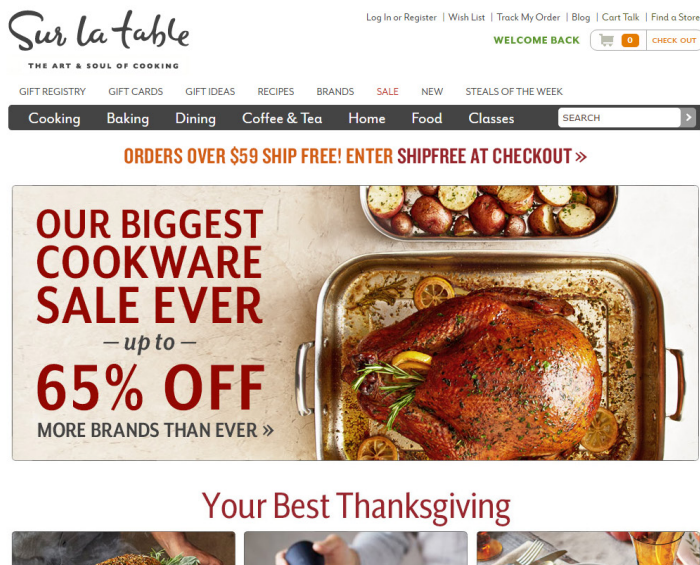 Sur la table
THE ART & SOUL OF COOKING
Log In or Register | Wish List | Track My Order | Blog | Cart Talk | Find a Store
WELCOME BACK
0
CHECK OUT
GIFT REGISTRY GIFT CARDS GIFT IDEAS RECIPES BRANDS SALE NEW STEALS OF THE WEEK
Cooking Baking Dining Coffee & Tea Home Food Classes
SEARCH
ORDERS OVER $59 SHIP FREE! ENTER SHIPFREE AT CHECKOUT »
OUR BIGGEST
COOKWARE
SALE EVER
– up to –
65% OFF
MORE BRANDS THAN EVER »
Your Best Thanksgiving